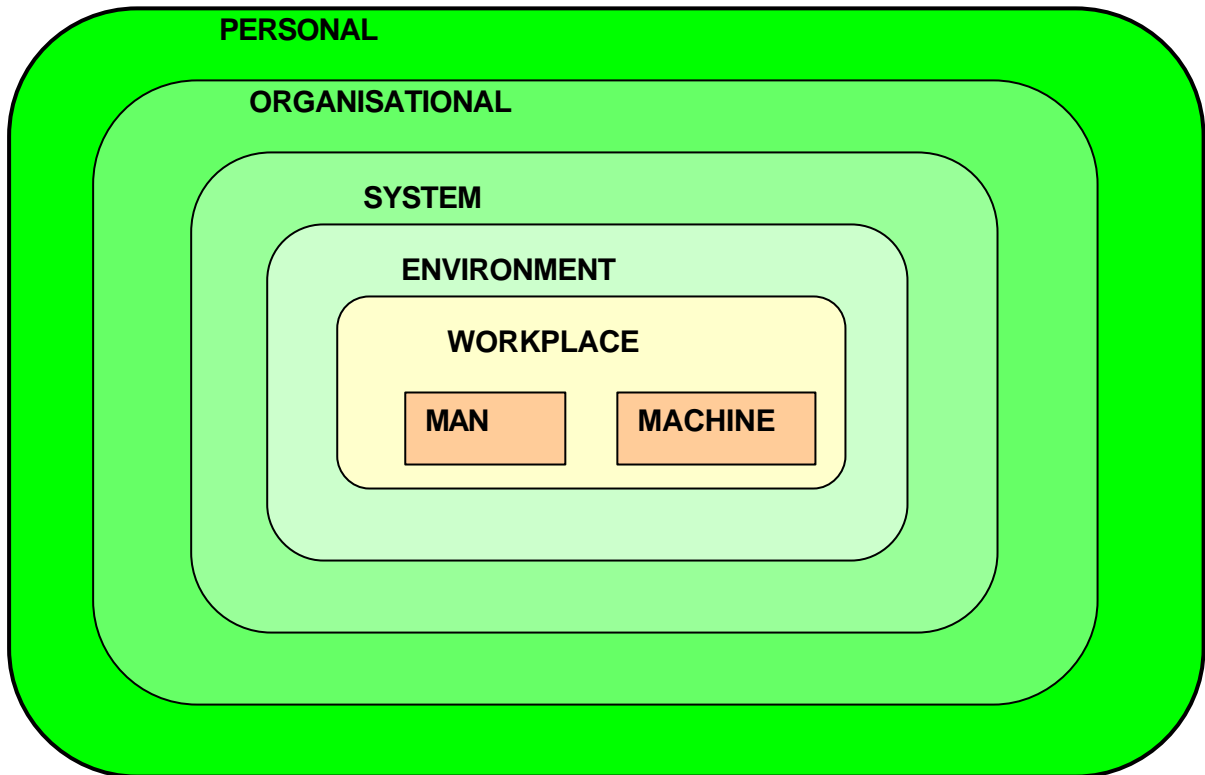 PERSONAL
ORGANISATIONAL
SYSTEM
ENVIRONMENT
WORKPLACE
MAN MACHINE